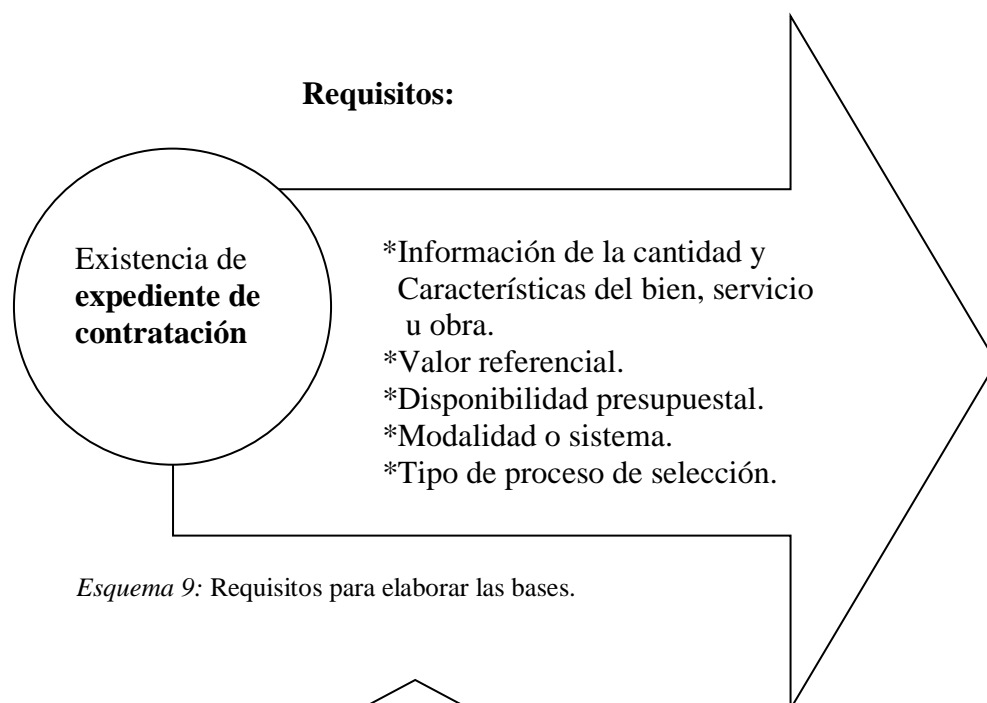 Requisitos:
Existencia de
expediente de
contratación
*Información de la cantidad y
Características del bien, servicio
u obra.
*Valor referencial.
*Disponibilidad presupuestal.
*Modalidad o sistema.
*Tipo de proceso de selección.
Esquema 9: Requisitos para elaborar las bases.